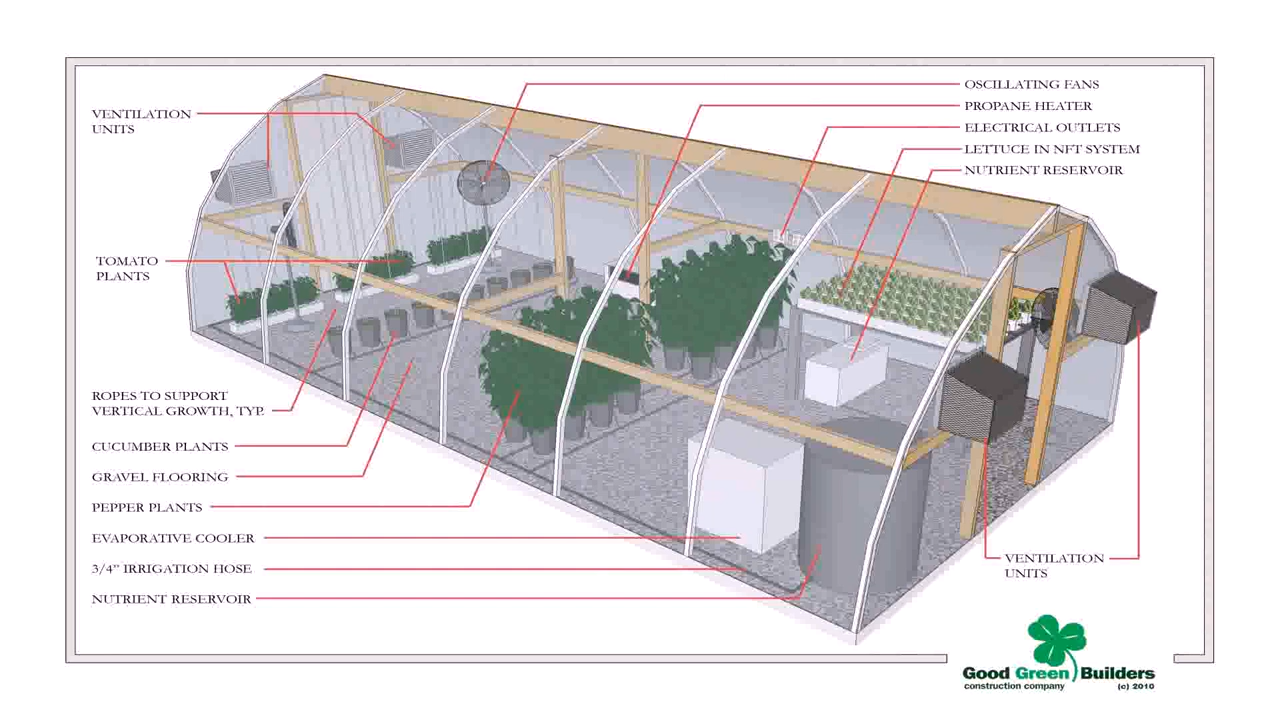 VENTILATION
UNITS
TOMATO
PLANTS
ROPES TO SUPPORT
VERTICAL GROWTH, TYP.
CUCUMBER PLANTS
GRAVEL FLOORING
PEPPER PLANTS
EVAPORATIVE COOLER
3/4” IRRIGATION HOSE
NUTRIENT RESERVOIR
OSCILLATING FANS
PROPANE HEATER
ELECTRICAL OUTLETS
LETTUCE IN NFT SYSTEM
NUTRIENT RESERVOIR
VENTILATION
UNITS
Good Green Builders
construction company (c) 2010